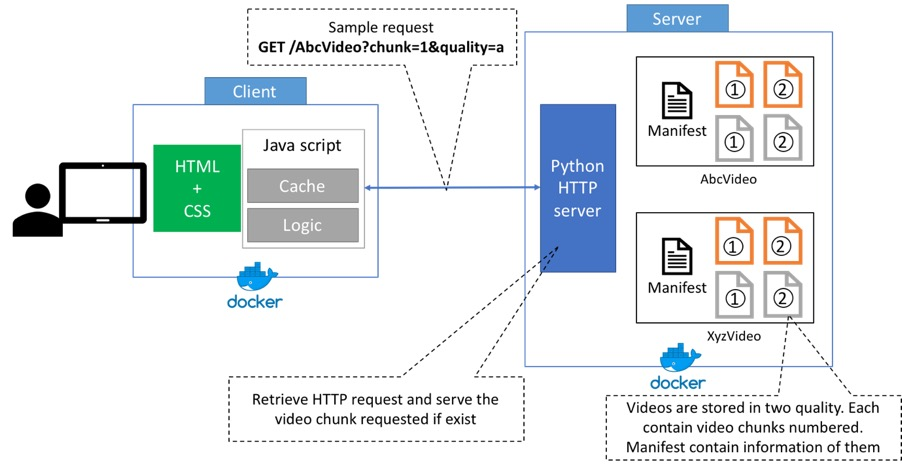 Sample request
GET /AbcVideo?chunk=1&quality=a
Server
Client
HTML
+
CSS
Java script
Cache
Logic
docker
Python
HTTP
server
Manifest
1
2
1
2
AbcVideo
Manifest
1
2
1
2
XyzVideo
docker
Retrieve HTTP request and serve the
video chunk requested if exist
Videos are stored in two quality. Each
contain video chunks numbered.
Manifest contain information of them